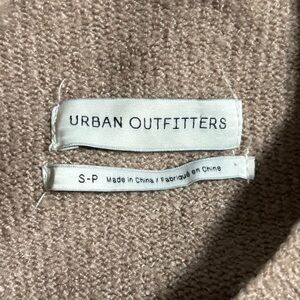 URBAN OUTFITTERS
S-P Made in China / Fabriqué en Chine